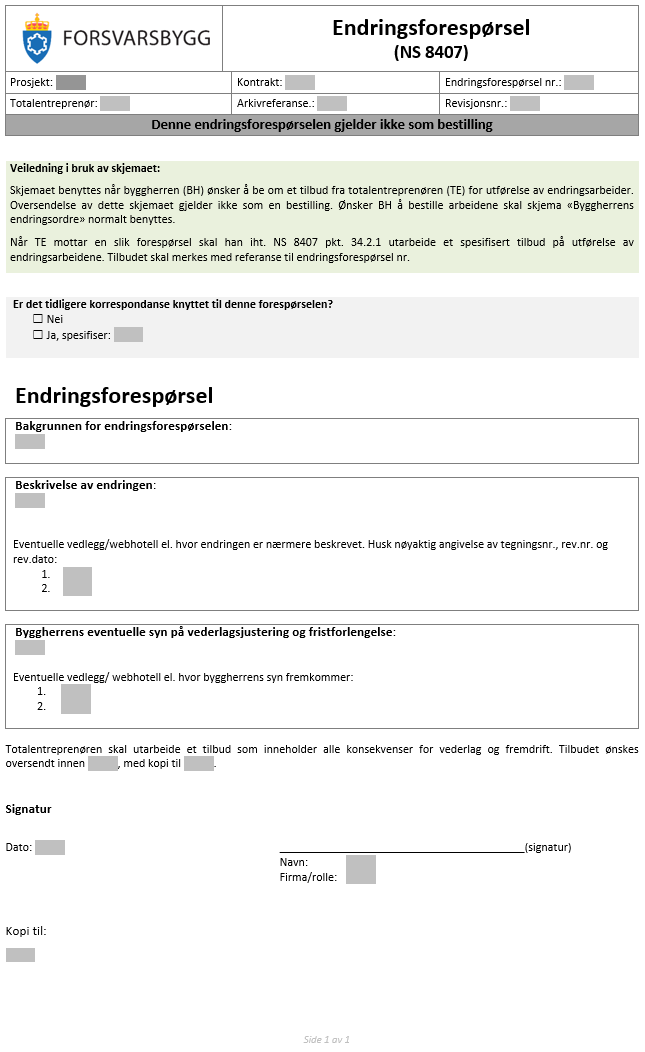 FORSVARSBYGG
Endringsforespørsel
(NS 8407)
Prosjekt:
Kontrakt:
Endringsforespørsel nr.:
Totalentreprenør:
Arkivreferanse.:
Revisjonsnr.:
Denne endringsforespørselen gjelder ikke som bestilling
Veiledning i bruk av skjemaet:
Skjemaet benyttes når byggherren (BH) ønsker å be om et tilbud fra totalentreprenøren (TE) for utførelse av endringsarbeider.
Oversendelse av dette skjemaet gjelder ikke som en bestilling. Ønsker BH å bestille arbeidene skal skjema «Byggherrens
endringsordre» normalt benyttes.
Når TE mottar en slik forespørsel skal han iht. NS 8407 pkt. 34.2.1 utarbeide et spesifisert tilbud på utførelse av
endringsarbeidene. Tilbudet skal merkes med referanse til endringsforespørsel nr.
Er det tidligere korrespondanse knyttet til denne forespørselen?
☐ Nei
☐ Ja, spesifiser:
Endringsforespørsel
Bakgrunnen for endringsforespørselen:
Beskrivelse av endringen:
Eventuelle vedlegg/webhotell el. hvor endringen er nærmere beskrevet. Husk nøyaktig angivelse av tegningsnr., rev.nr. og
rev.dato:
1.
2.
Byggherrens eventuelle syn på vederlagsjustering og fristforlengelse:
Eventuelle vedlegg/ webhotell el. hvor byggherrens syn fremkommer:
1.
2.
Totalentreprenøren skal utarbeide et tilbud som inneholder alle konsekvenser for vederlag og fremdrift. Tilbudet ønskes
oversendt innen , med kopi til .
Signatur
Dato:
(signatur)
Navn:
Firma/rolle:
Kopi til:
Side 1 av 1